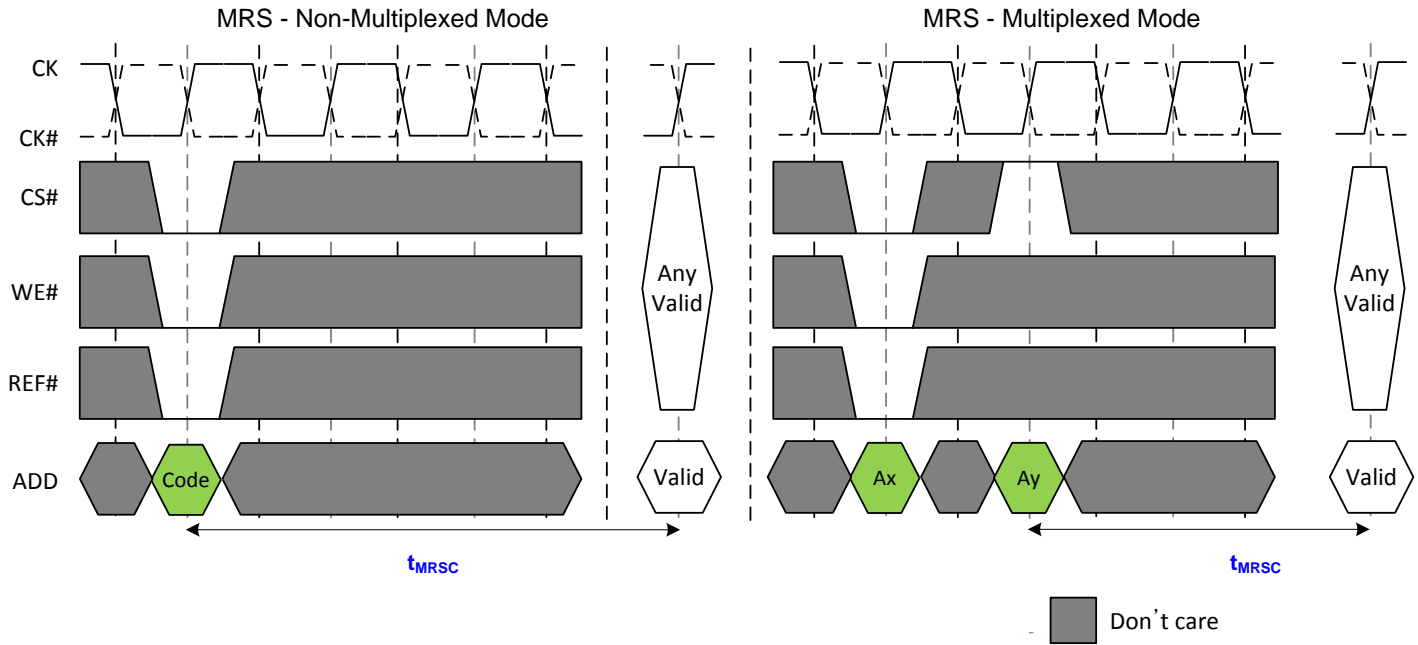 MRS - Non-Multiplexed Mode
MRS - Multiplexed Mode
CK
CK#
CS#
WE#
REF#
ADD
Any
Valid
Any
Valid
Code
Valid
Ax
Ay
Valid
tMRSC
tMRSC
Don't care